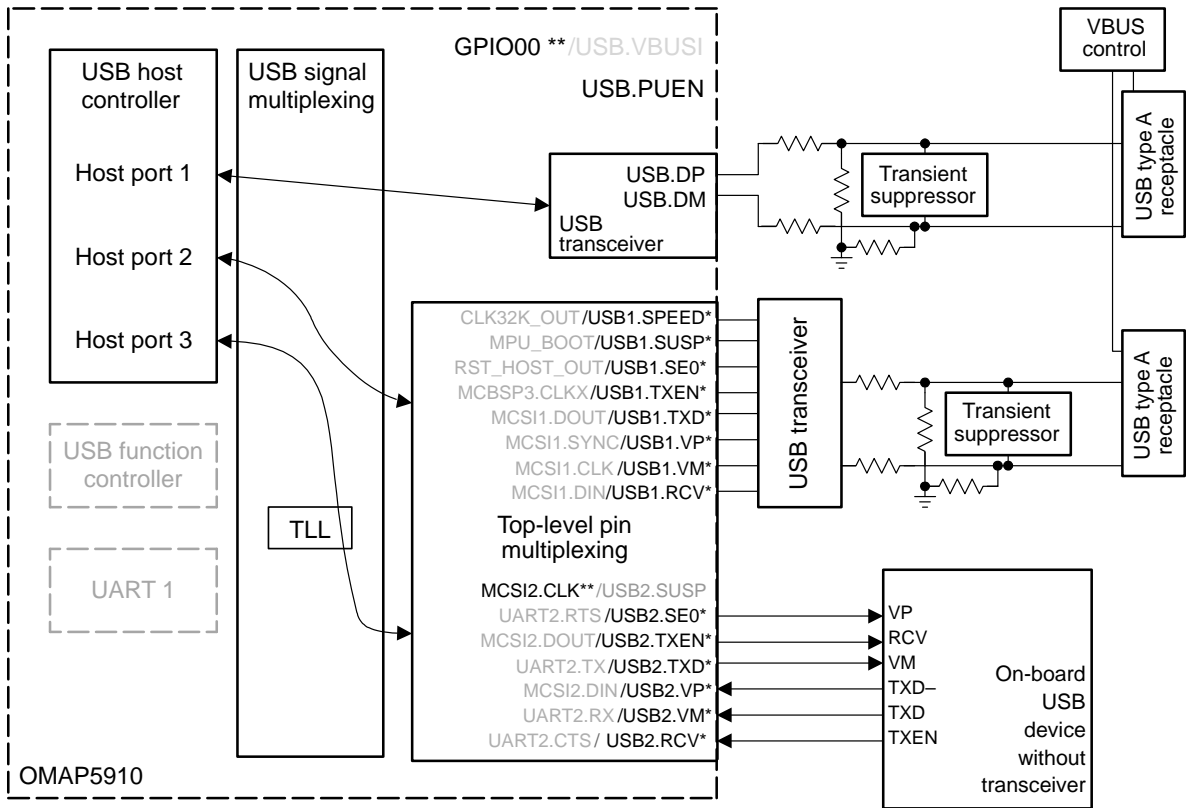 GPIO00 **/USB.VBUSI
USB.PUEN
VBUS
control
USB host
controller
Host port 1
Host port 2
Host port 3
USB signal
multiplexing
USB.DP
USB.DM
USB
transceiver
Transient
suppressor
USB type A
receptacle
CLK32K_OUT/USB1.SPEED*
MPU_BOOT/USB1.SUSP*
RST_HOST_OUT/USB1.SE0*
MCBSP3.CLKX/USB1.TXEN*
MCSI1.DOUT/USB1.TXD*
MCSI1.SYNC/USB1.VP*
MCSI1.CLK/USB1.VM*
MCSI1.DIN/USB1.RCV*
Top-level pin
multiplexing
MCSI2.CLK**/USB2.SUSP
UART2.RTS/USB2.SE0*
MCSI2.DOUT/USB2.TXEN*
UART2.TX/USB2.TXD*
MCSI2.DIN/USB2.VP*
UART2.RX/USB2.VM*
UART2.CTS/ USB2.RCV*
USB transceiver
Transient
suppressor
USB type A
receptacle
USB function
controller
TLL
UART 1
VP
RCV
VM
TXD–
TXD
TXEN
On-board
USB
device
without
transceiver
OMAP5910